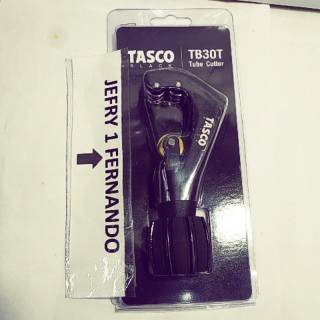 TASCO
BLACK
TB30T
Tube Cutter
JEFRY 1 FERNANDO
TASCO